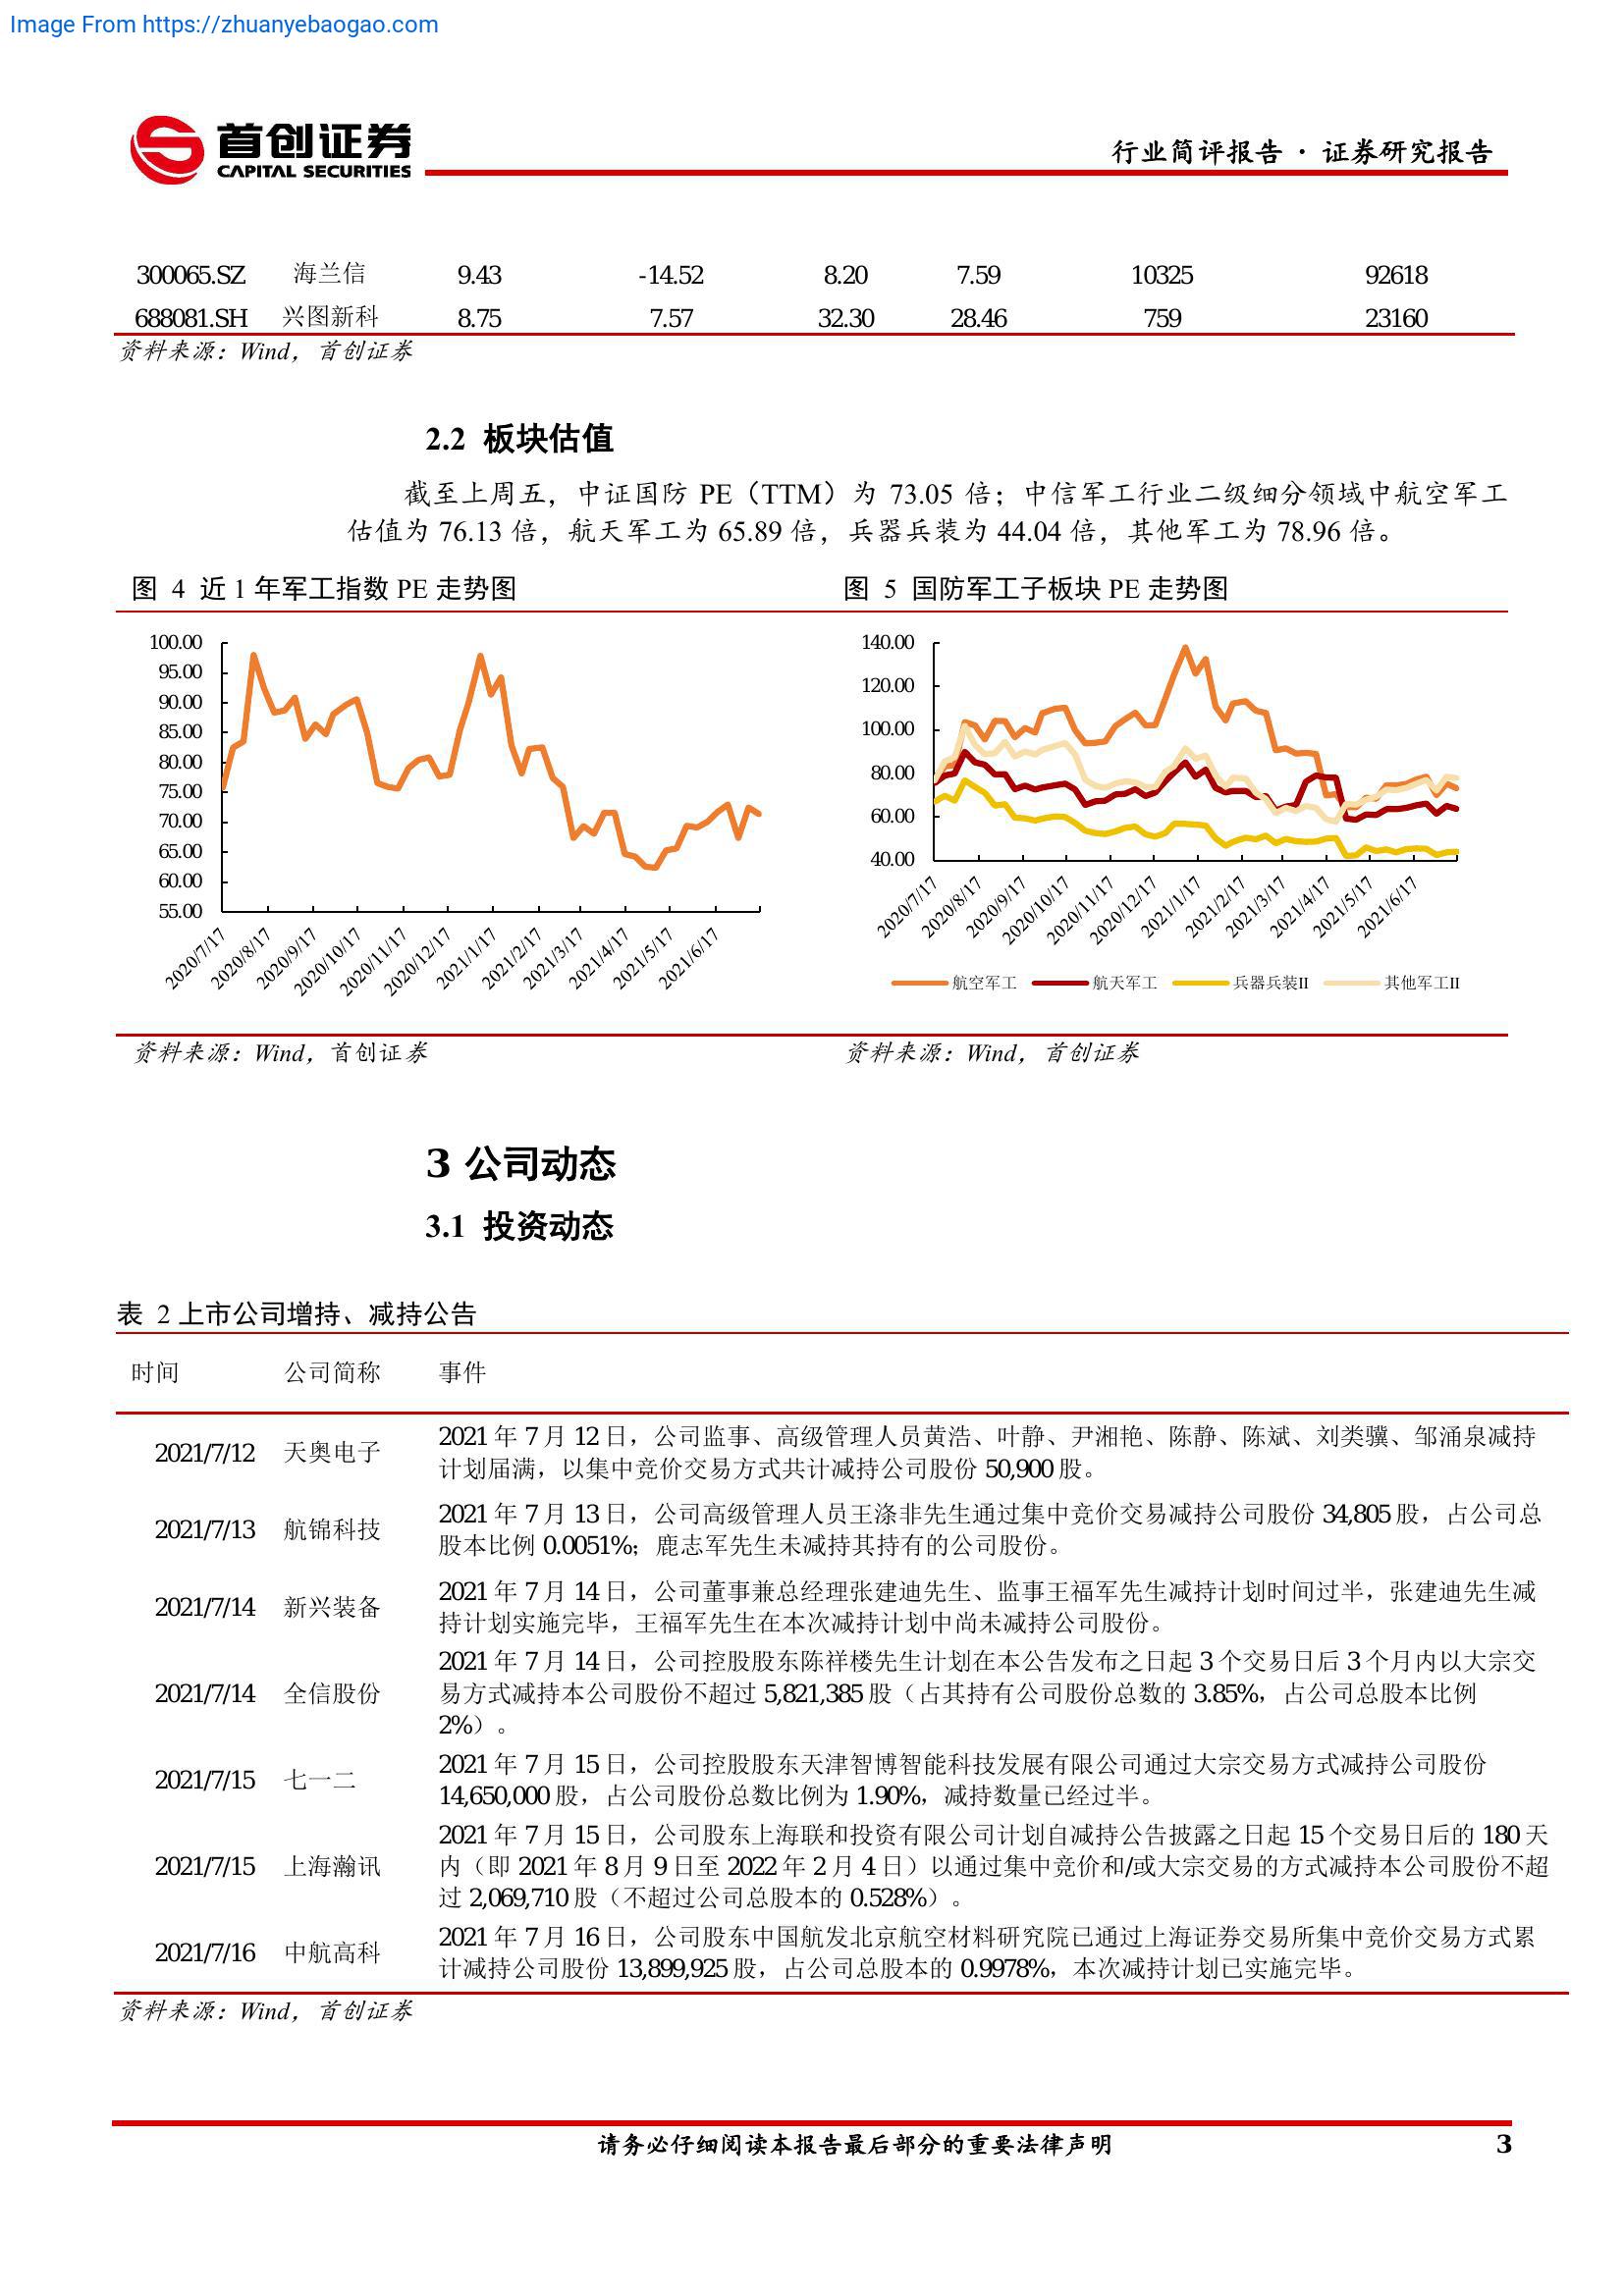 Image From https://zhuanyebaogao.com
首创证券
CAPITAL SECURITIES
行业简评报告 · 证券研究报告
300065.SZ 海兰信 9.43 -14.52 8.20 7.59 10325 92618
688081.SH 兴图新科 8.75 7.57 32.30 28.46 759 23160
资料来源：Wind，首创证券
2.2 板块估值
截至上周五，中证国防 PE（TTM）为 73.05 倍；中信军工行业二级细分领域中航空军工
估值为 76.13 倍，航天军工为 65.89 倍，兵器兵装为 44.04 倍，其他军工为 78.96 倍。
图 4 近 1 年军工指数 PE 走势图
100.00
95.00
90.00
85.00
80.00
75.00
70.00
65.00
60.00
55.00
2020/7/17 2020/8/17 2020/9/17 2020/10/17 2020/11/17 2020/12/17 2021/1/17 2021/2/17 2021/3/17 2021/4/17 2021/5/17 2021/6/17
资料来源：Wind，首创证券
图 5 国防军工子板块 PE 走势图
140.00
120.00
100.00
80.00
60.00
40.00
2020/7/17 2020/8/17 2020/9/17 2020/10/17 2020/11/17 2020/12/17 2021/1/17 2021/2/17 2021/3/17 2021/4/17 2021/5/17 2021/6/17
航空军工 航天军工 兵器兵装II 其他军工II
资料来源：Wind，首创证券
3 公司动态
3.1 投资动态
表 2 上市公司增持、减持公告
时间 公司简称 事件
2021/7/12 天奥电子 2021 年 7 月 12 日，公司监事、高级管理人员黄浩、叶静、尹湘艳、陈静、陈斌、刘类骥、邹涌泉减持
计划届满，以集中竞价交易方式共计减持公司股份 50,900 股。
2021/7/13 航锦科技 2021 年 7 月 13 日，公司高级管理人员王涤非先生通过集中竞价交易减持公司股份 34,805 股，占公司总
股本比例 0.0051%；鹿志军先生未减持其持有的公司股份。
2021/7/14 新兴装备 2021 年 7 月 14 日，公司董事兼总经理张建迪先生、监事王福军先生减持计划时间过半，张建迪先生减
持计划实施完毕，王福军先生在本次减持计划中尚未减持公司股份。
2021/7/14 全信股份 2021 年 7 月 14 日，公司控股股东陈祥楼先生计划在本公告发布之日起 3 个交易日后 3 个月内以大宗交
易方式减持本公司股份不超过 5,821,385 股（占其持有公司股份总数的 3.85%，占公司总股本比例
2%）。
2021/7/15 七一二 2021 年 7 月 15 日，公司控股股东天津智博智能科技发展有限公司通过大宗交易方式减持公司股份
14,650,000 股，占公司股份总数比例为 1.90%，减持数量已经过半。
2021/7/15 上海瀚讯 2021 年 7 月 15 日，公司股东上海联和投资有限公司计划自减持公告披露之日起 15 个交易日后的 180 天
内（即 2021 年 8 月 9 日至 2022 年 2 月 4 日）以通过集中竞价和/或大宗交易的方式减持本公司股份不超
过 2,069,710 股（不超过公司总股本的 0.528%）。
2021/7/16 中航高科 2021 年 7 月 16 日，公司股东中国航发北京航空材料研究院已通过上海证券交易所集中竞价交易方式累
计减持公司股份 13,899,925 股，占公司总股本的 0.9978%，本次减持计划已实施完毕。
资料来源：Wind，首创证券
请务必仔细阅读本报告最后部分的重要法律声明 3